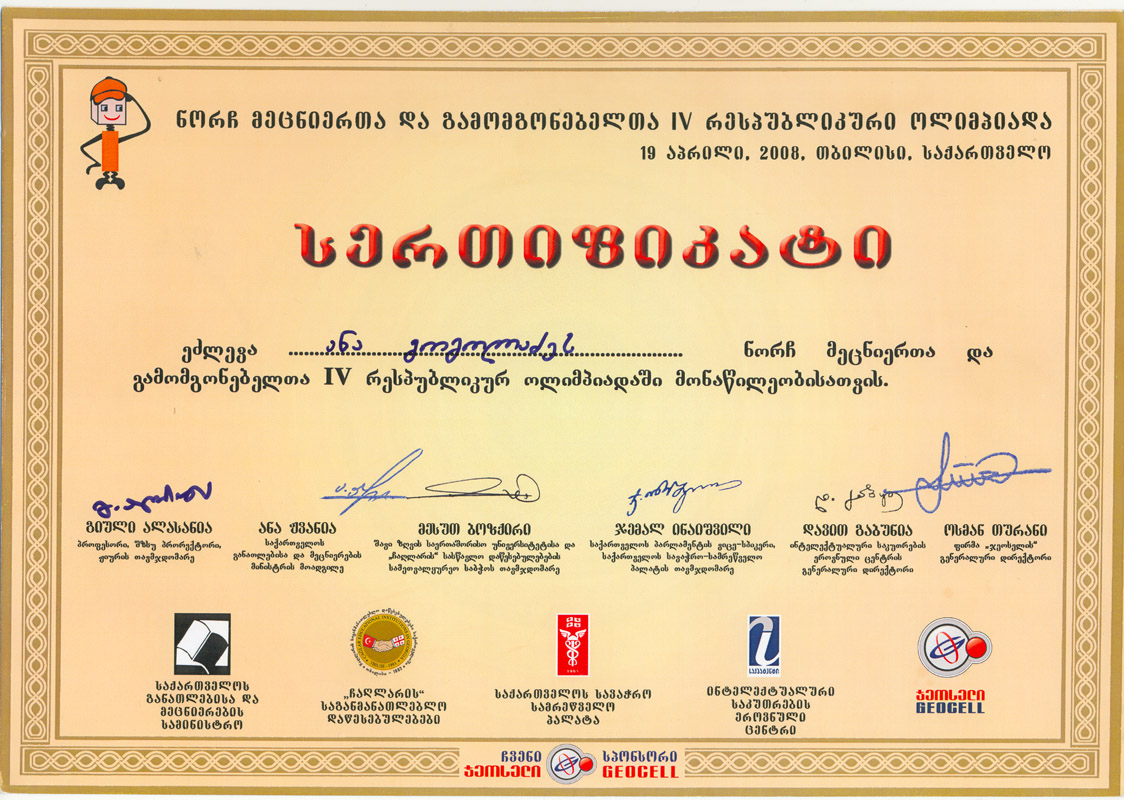 ნორჩ მეცნიერთა და გამომგონებელთა IV რესპუბლიკური ოლიმპიადა
19 აპრილი, 2008, თბილისი, საქართველო
სერტიფიკატი
ეძლევა ანა გოგოლაძეს ნორჩ მეცნიერთა და
გამომგონებელთა IV რესპუბლიკურ ოლიმპიადაში მონაწილეობისათვის.
გიული ალასანია
პროფესორი, შზსუ პრორექტორი,
ჟიურის თავმჯდომარე
ანა ჟვანია
საქართველოს
განათლებისა და მეცნიერების
მინისტრის მოადგილე
მესუთ ბოზქირი
შავი ზღვის საერთაშორისო უნივერსიტეტისა და
„ჩაღლარის“ სასწავლო დაწესებულებების
სამეთვალყურეო საბჭოს თავმჯდომარე
ჯემალ ინაიშვილი
საქართველოს პარლამენტის ვიცე-სპიკერი,
საქართველოს სავაჭრო-სამრეწველო
პალატის თავმჯდომარე
დავით გაბუნია
ინტელექტუალური საკუთრების
ეროვნული ცენტრის
გენერალური დირექტორი
ოსმან თურანი
ფირმა „ჯეოსელის“
გენერალური დირექტორი
საქართველოს
განათლებისა და
მეცნიერების
სამინისტრო
„ჩაღლარის“
საგანმანათლებლო
დაწესებულებები
საქართველოს სავაჭრო
სამრეწველო
პალატა
საქპატენტი
ინტელექტუალური
საკუთრების
ეროვნული
ცენტრი
ჯეოსელი
GEOCELL
ჩვენი სპონსორი
ჯეოსელი GEOCELL